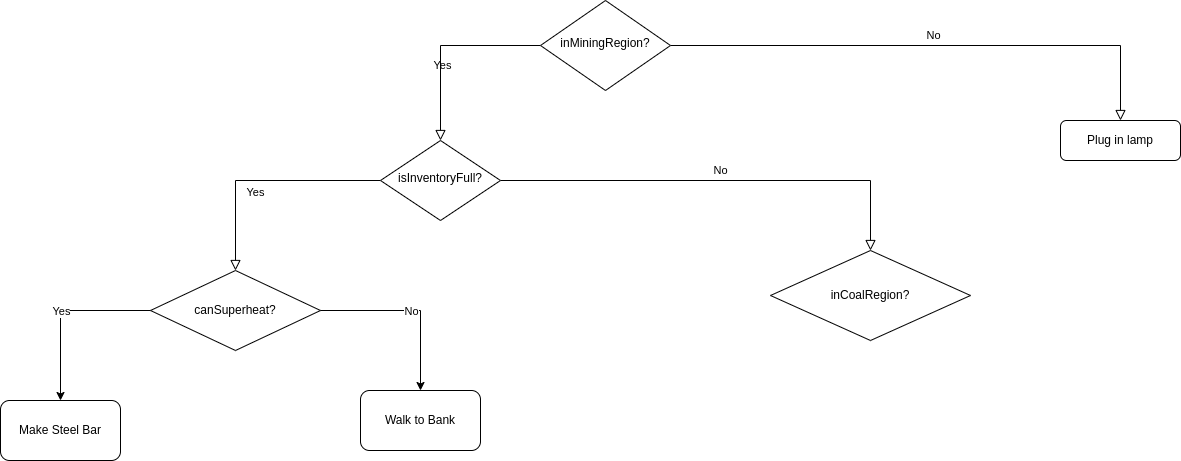 inMiningRegion?
No
Yes
Plug in lamp
isInventoryFull?
No
Yes
inCoalRegion?
canSuperheat?
Yes
No
Make Steel Bar
Walk to Bank